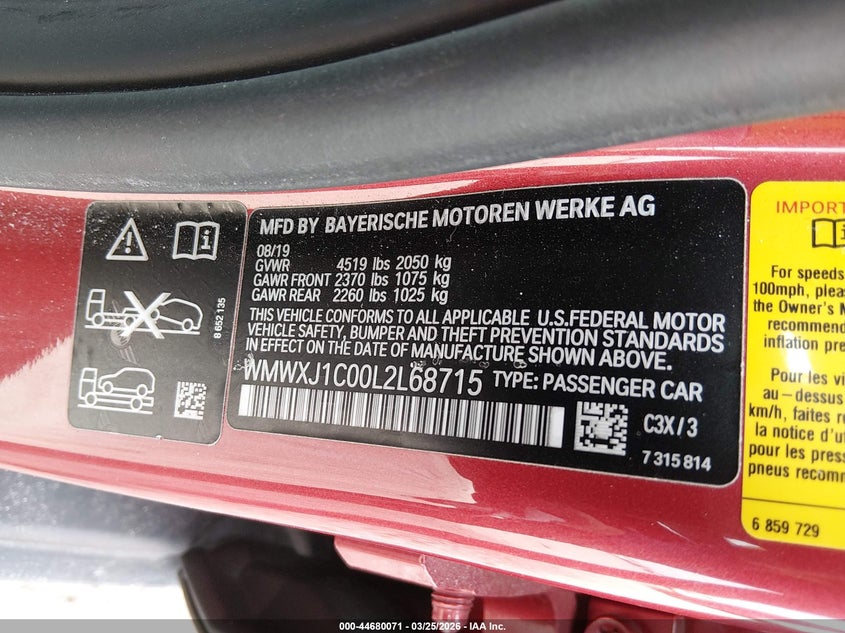 MFD BY BAYERISCHE MOTOREN WERKE AG
08/19
GVWR 4519 lbs 2050 kg
GAWR FRONT 2370 lbs 1075 kg
GAWR REAR 2260 lbs 1025 kg
THIS VEHICLE CONFORMS TO ALL APPLICABLE U.S.FEDERAL MOTOR
VEHICLE SAFETY, BUMPER AND THEFT PREVENTION STANDARDS
IN EFFECT ON THE DATE OF MANUFACTURE SHOWN ABOVE.
WMWXJ1C00L2L68715 TYPE: PASSENGER CAR
C3X / 3
7 315 814
8 652 135
IMPORT
For speeds
100mph, plea
the Owner's M
recommend
inflation pre
Au-dessus
km/h, faites r
la notice d'ut
pour les press
pneus recomm
6 859 729
000-44680071 / 03/25/2026 / IAA Inc.